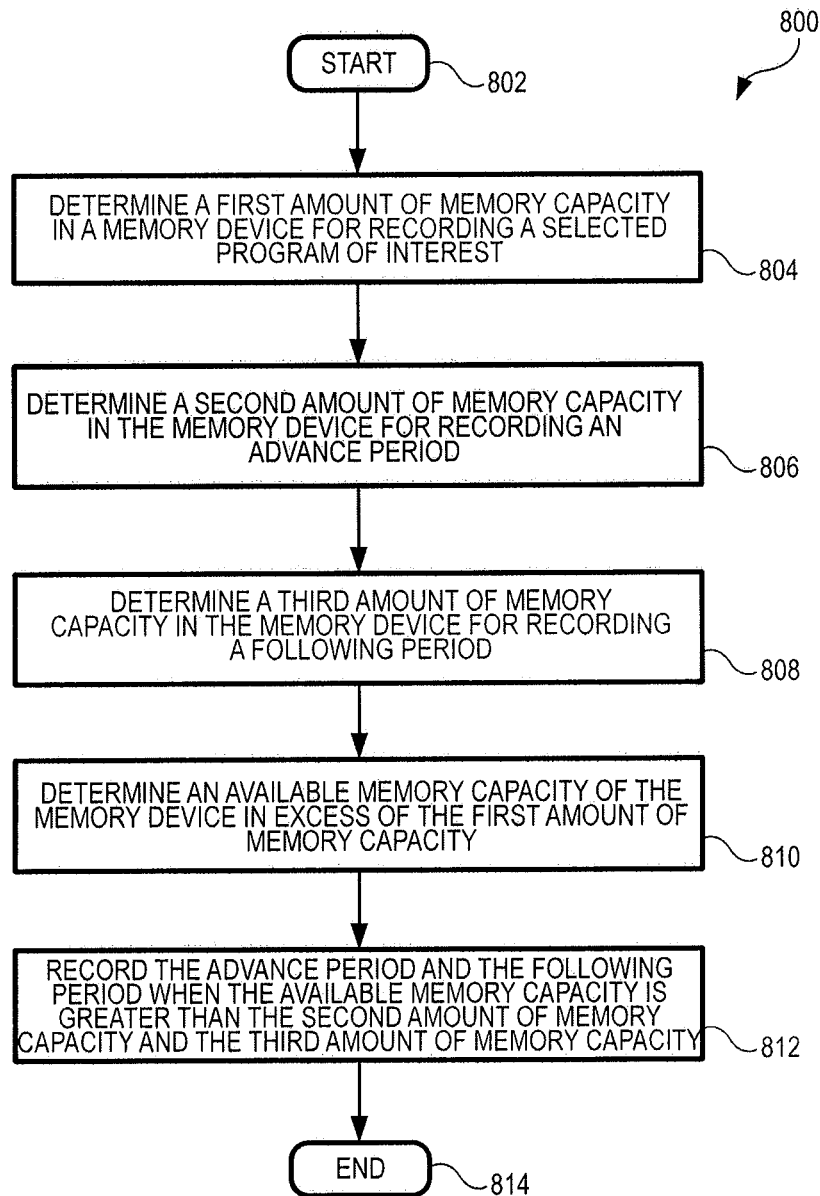 800
START
802
DETERMINE A FIRST AMOUNT OF MEMORY CAPACITY
IN A MEMORY DEVICE FOR RECORDING A SELECTED
PROGRAM OF INTEREST
804
DETERMINE A SECOND AMOUNT OF MEMORY CAPACITY
IN THE MEMORY DEVICE FOR RECORDING AN
ADVANCE PERIOD
806
DETERMINE A THIRD AMOUNT OF MEMORY
CAPACITY IN THE MEMORY DEVICE FOR RECORDING
A FOLLOWING PERIOD
808
DETERMINE AN AVAILABLE MEMORY CAPACITY OF THE
MEMORY DEVICE IN EXCESS OF THE FIRST AMOUNT OF
MEMORY CAPACITY
810
RECORD THE ADVANCE PERIOD AND THE FOLLOWING
PERIOD WHEN THE AVAILABLE MEMORY CAPACITY IS
GREATER THAN THE SECOND AMOUNT OF MEMORY
CAPACITY AND THE THIRD AMOUNT OF MEMORY CAPACITY
812
END
814